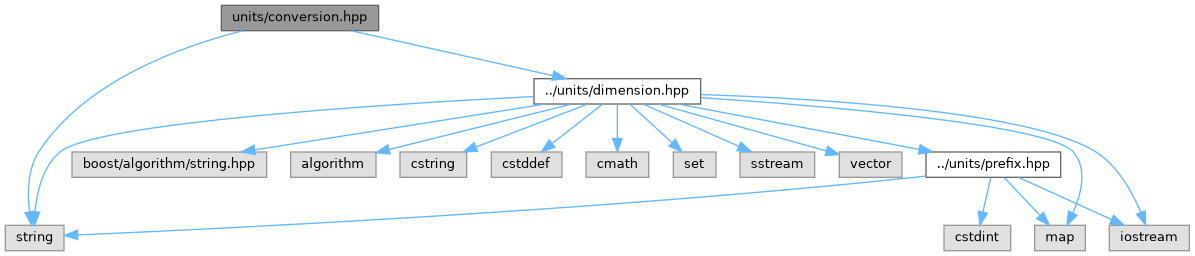 units/conversion.hpp
../units/dimension.hpp
boost/algorithm/string.hpp
algorithm
cstring
cstddef
cmath
set
sstream
vector
../units/prefix.hpp
string
cstdint
map
iostream